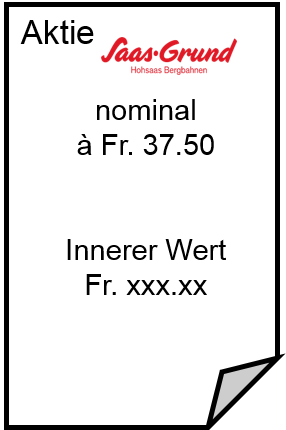 Aktie
Saas-Grund
Hohsaas Bergbahnen
nominal
à Fr. 37.50
Innerer Wert
Fr. xxx.xx